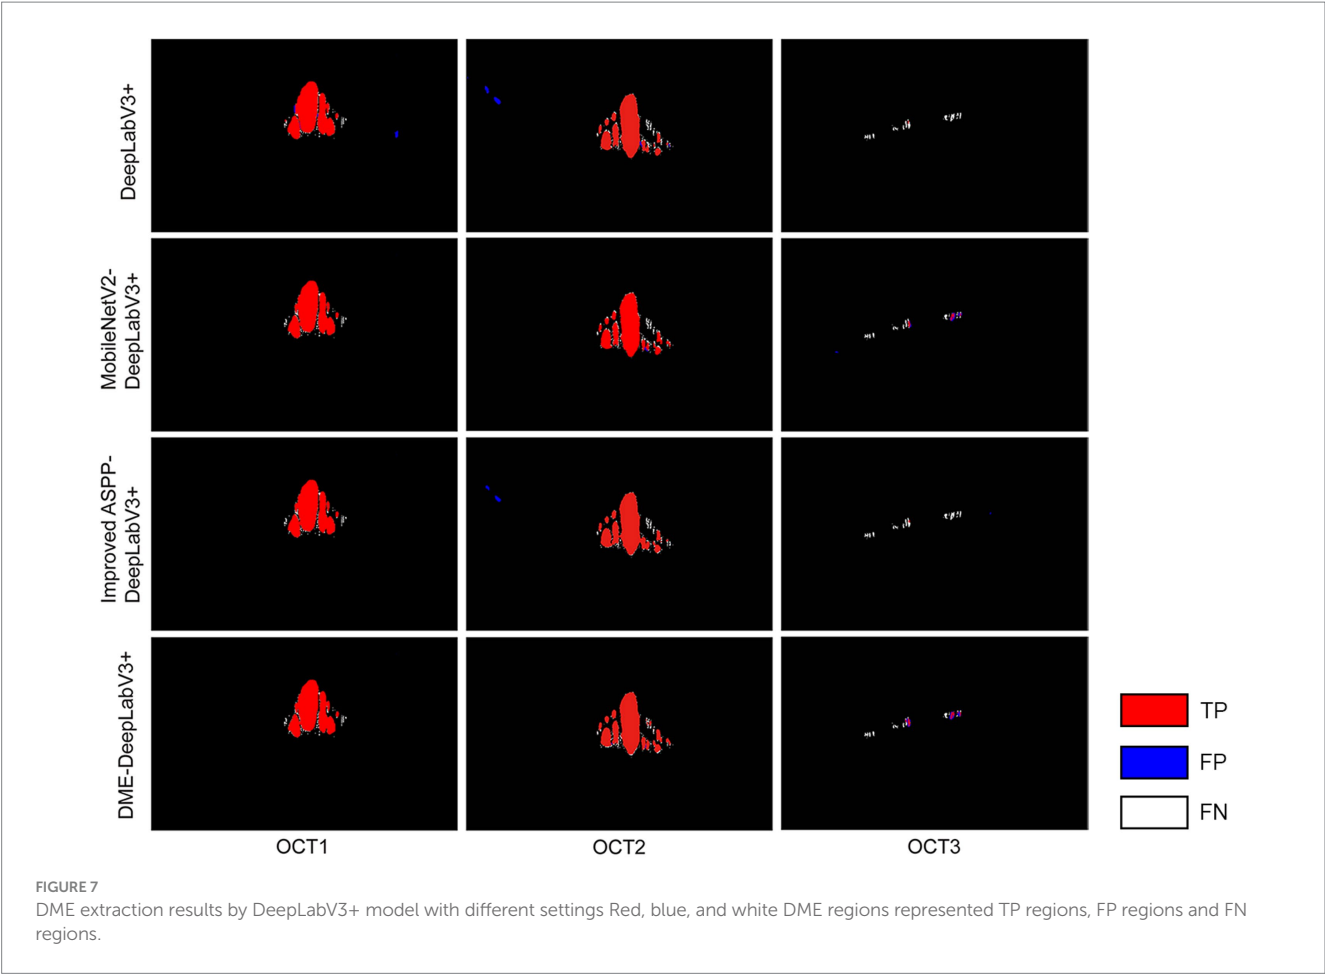 DeepLabV3+
MobileNetV2-
DeepLabV3+
Improved ASPP-
DeepLabV3+
DME-DeepLabV3+
TP
FP
FN
OCT1
OCT2
OCT3
FIGURE 7
DME extraction results by DeepLabV3+ model with different settings Red, blue, and white DME regions represented TP regions, FP regions and FN
regions.